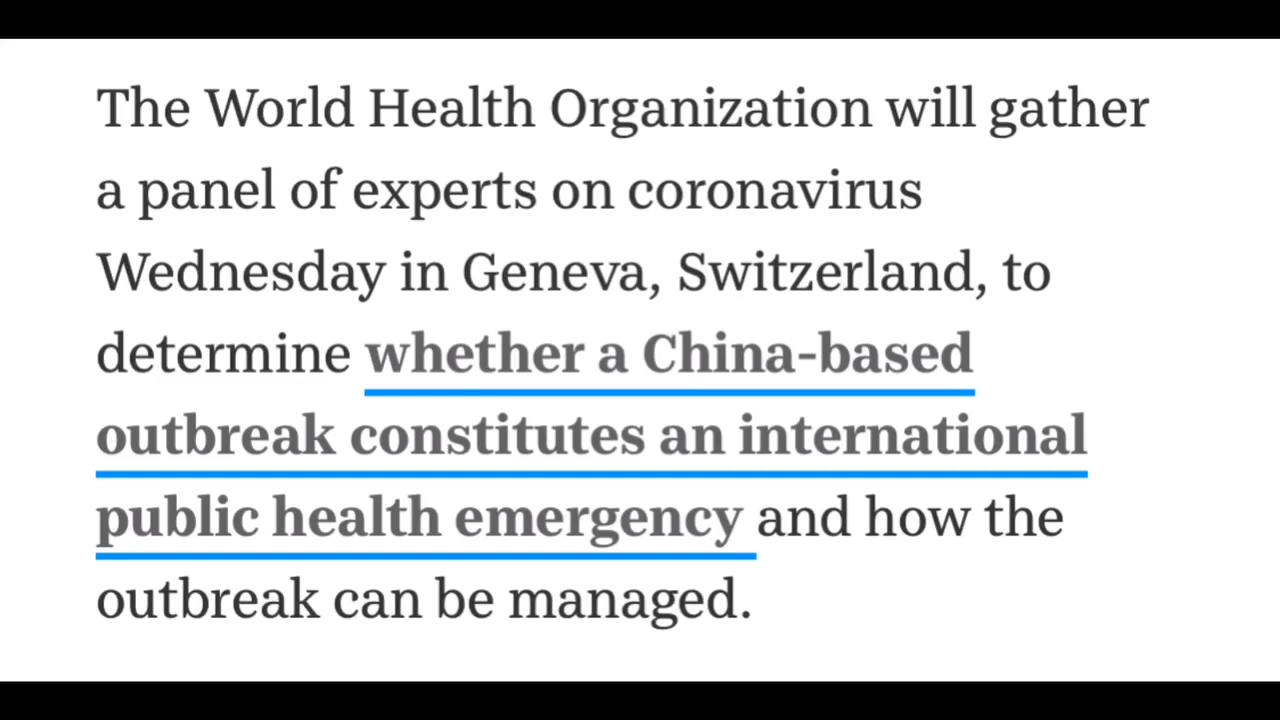 The World Health Organization will gather
a panel of experts on coronavirus
Wednesday in Geneva, Switzerland, to
determine whether a China-based
outbreak constitutes an international
public health emergency and how the
outbreak can be managed.